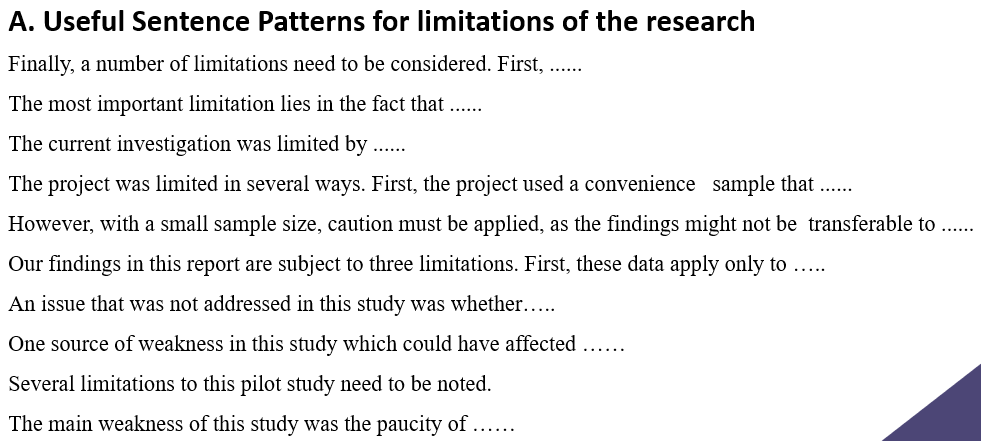 A. Useful Sentence Patterns for limitations of the research
Finally, a number of limitations need to be considered. First, ......
The most important limitation lies in the fact that ......
The current investigation was limited by ......
The project was limited in several ways. First, the project used a convenience   sample that ......
However, with a small sample size, caution must be applied, as the findings might not be  transferable to ......
Our findings in this report are subject to three limitations. First, these data apply only to …..
An issue that was not addressed in this study was whether…..
One source of weakness in this study which could have affected ……
Several limitations to this pilot study need to be noted.
The main weakness of this study was the paucity of ……